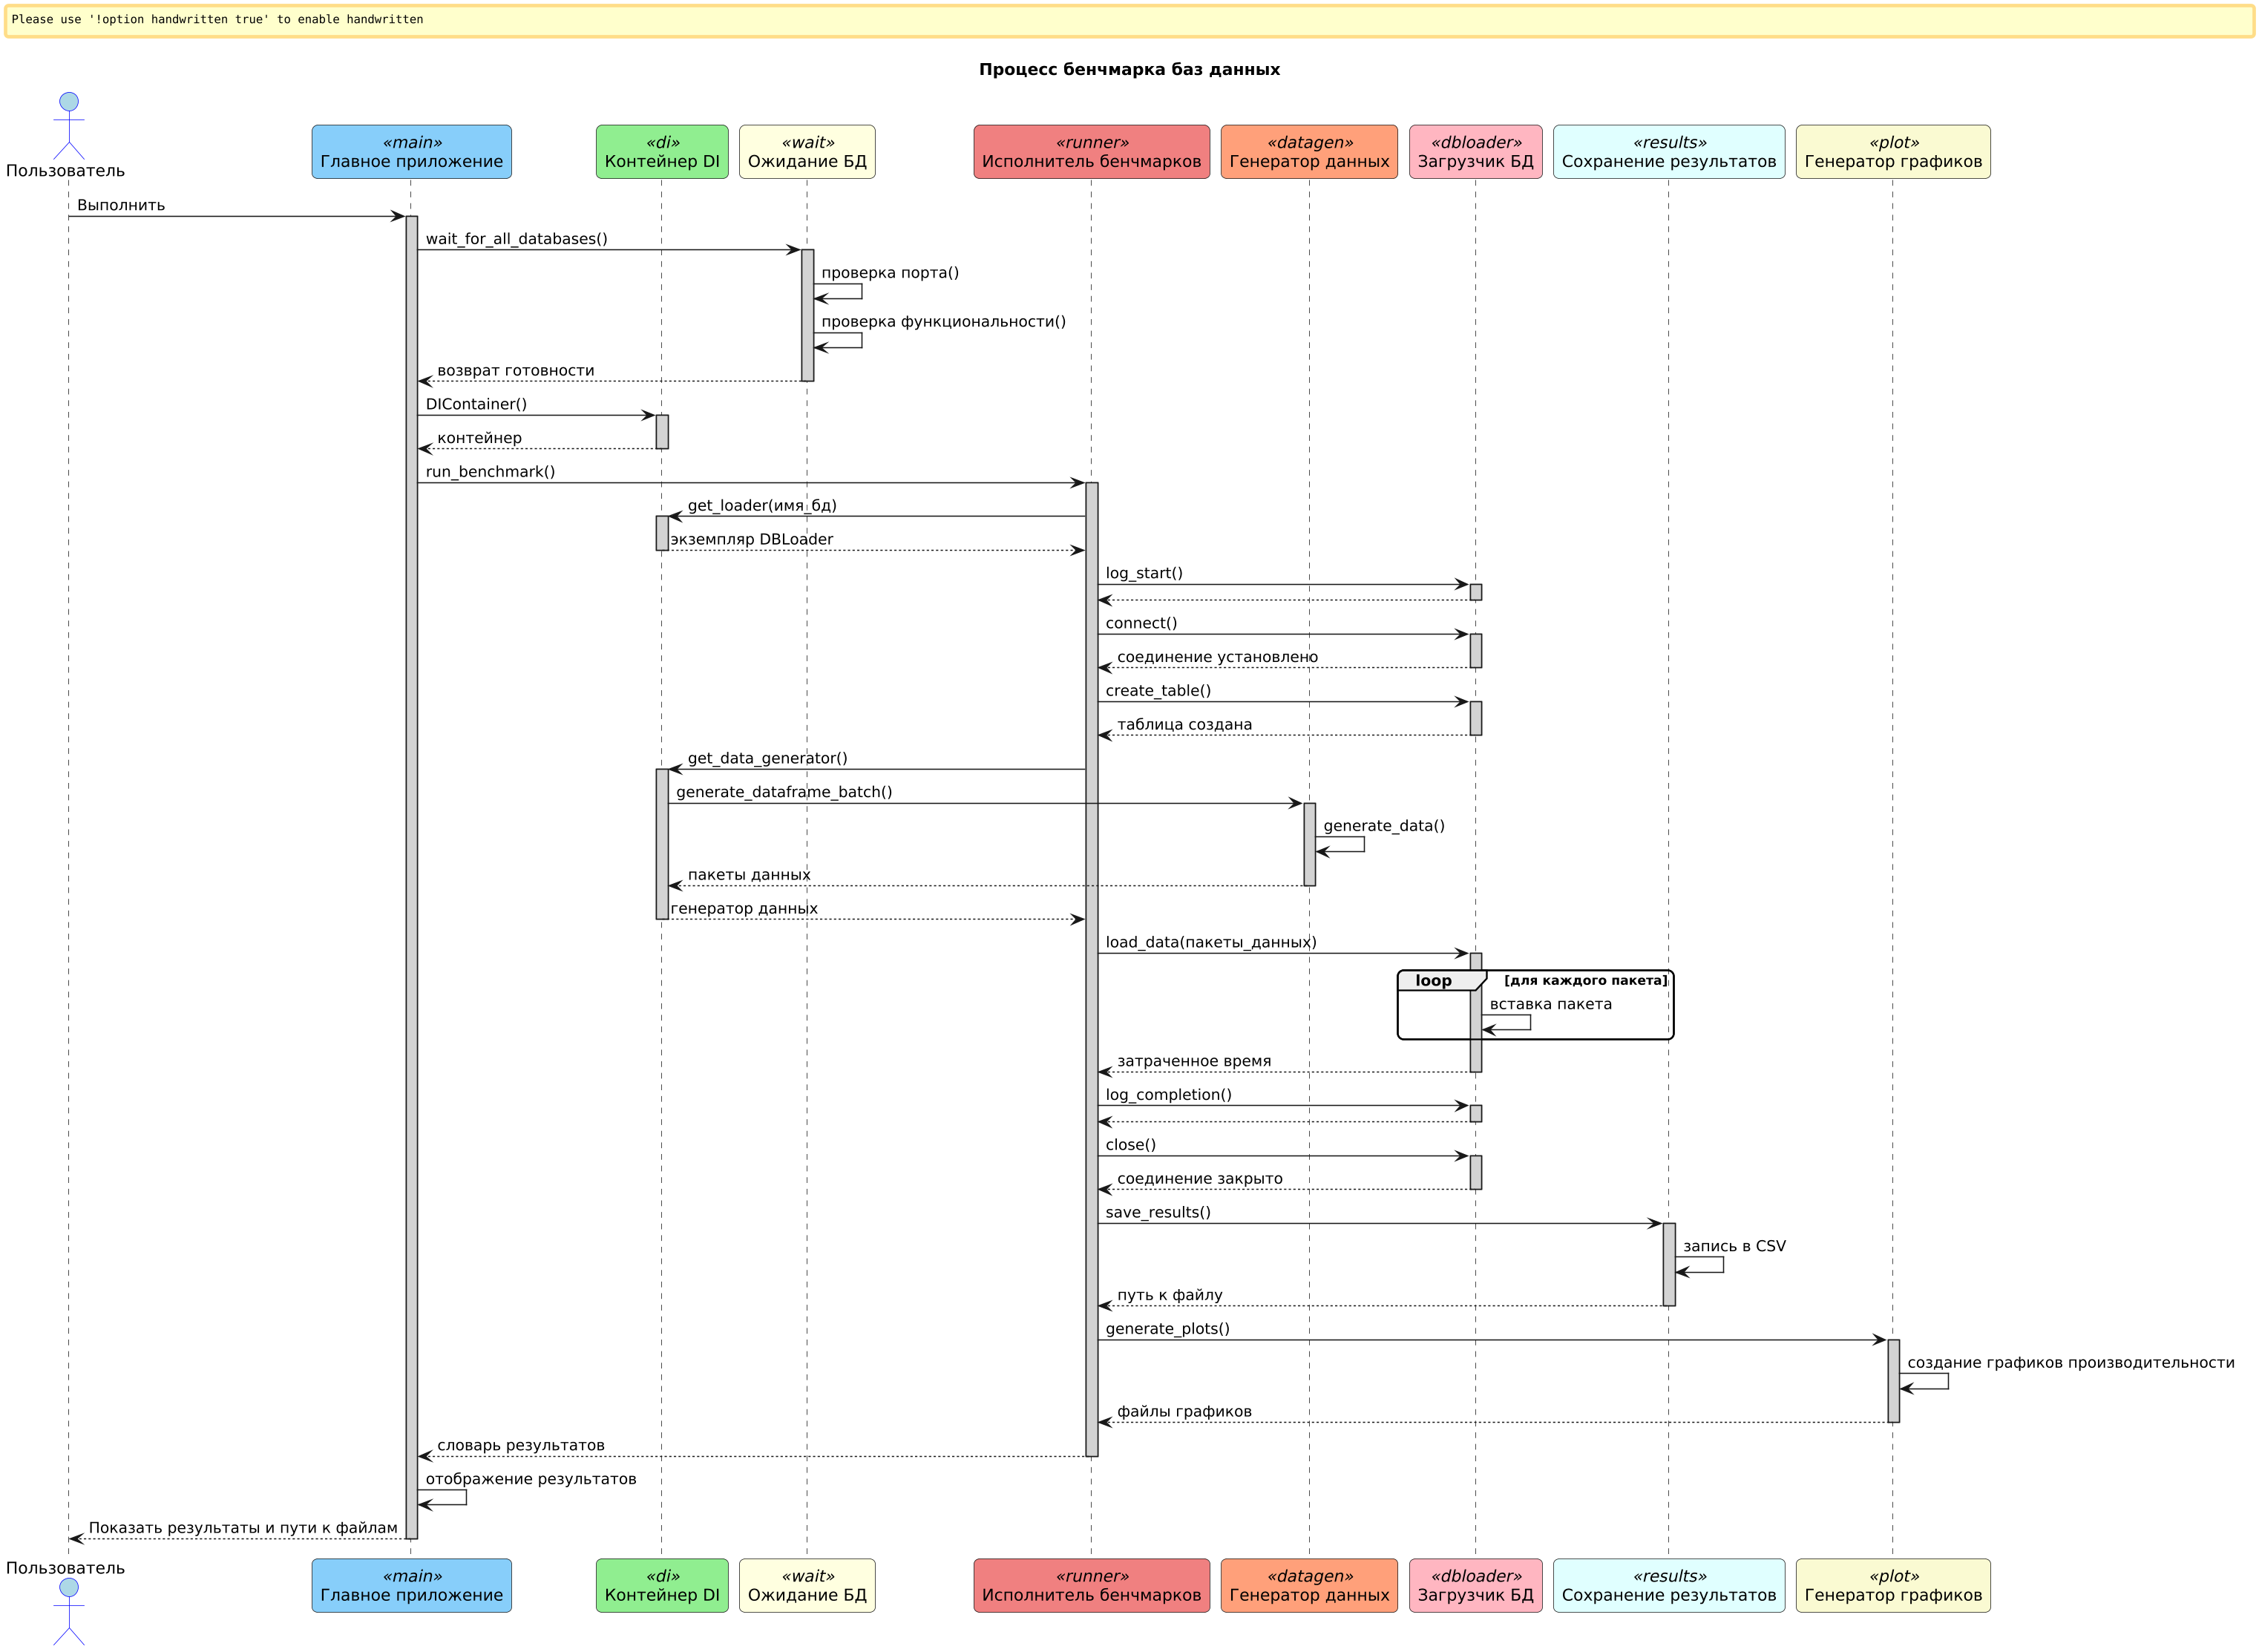 Please use '!option handwritten true' to enable handwritten
Процесс бенчмарка баз данных
Пользователь
«main»
Главное приложение
«di»
Контейнер DI
«wait»
Ожидание БД
«runner»
Исполнитель бенчмарков
«datagen»
Генератор данных
«dbloader»
Загрузчик БД
«results»
Сохранение результатов
«plot»
Генератор графиков
Выполнить
wait_for_all_databases()
проверка порта()
проверка функциональности()
возврат готовности
DIContainer()
контейнер
run_benchmark()
get_loader(имя_бд)
экземпляр DBLoader
log_start()
connect()
соединение установлено
create_table()
таблица создана
get_data_generator()
generate_dataframe_batch()
generate_data()
пакеты данных
генератор данных
load_data(пакеты_данных)
loop [для каждого пакета]
вставка пакета
затраченное время
log_completion()
close()
соединение закрыто
save_results()
запись в CSV
путь к файлу
generate_plots()
создание графиков производительности
файлы графиков
словарь результатов
отображение результатов
Показать результаты и пути к файлам
Пользователь
«main»
Главное приложение
«di»
Контейнер DI
«wait»
Ожидание БД
«runner»
Исполнитель бенчмарков
«datagen»
Генератор данных
«dbloader»
Загрузчик БД
«results»
Сохранение результатов
«plot»
Генератор графиков